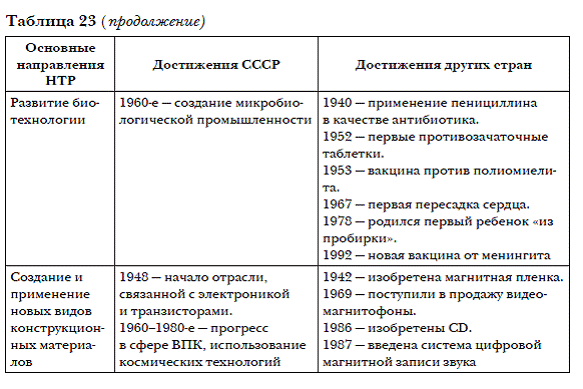 Таблица 23 (продолжение)
Основные
направления
НТР
Достижения СССР
Достижения других стран
Развитие био-
технологии
1960-е — создание микробио-
логической промышленности
1940 — применение пенициллина
в качестве антибиотика.
1952 — первые противозачаточные
таблетки.
1953 — вакцина против полиомиели-
та.
1967 — первая пересадка сердца.
1978 — родился первый ребенок «из
пробирки».
1992 — новая вакцина от менингита
Создание и
применение
новых видов
конструкцион-
ных материа-
лов
1948 — начало отрасли,
связанной с электроникой
и транзисторами.
1960–1980-е — прогресс
в сфере ВПК, использование
космических технологий
1942 — изобретена магнитная пленка.
1969 — поступили в продажу видео-
магнитофоны.
1986 — изобретены CD.
1987 — введена система цифровой
магнитной записи звука